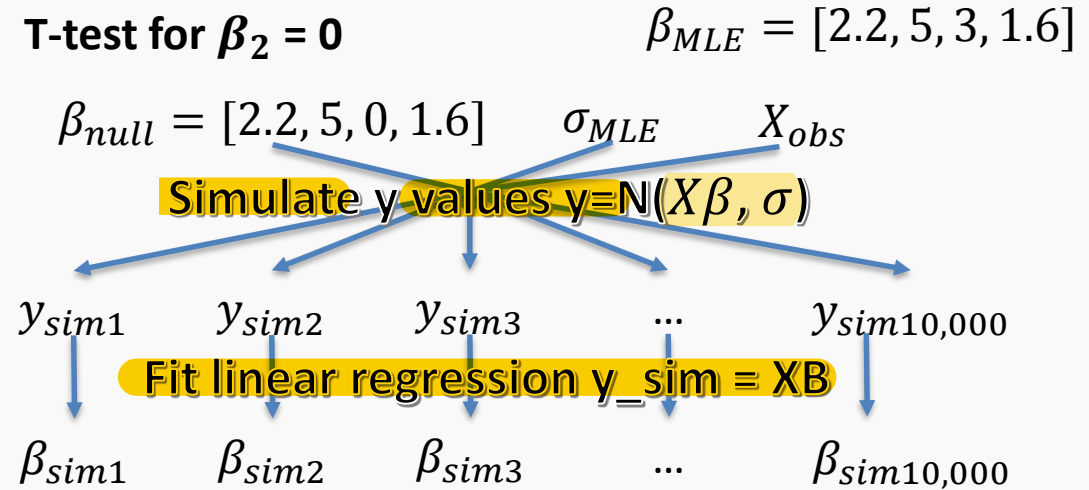 T-test for β₂ = 0
β_MLE = [2.2, 5, 3, 1.6]
β_null = [2.2, 5, 0, 1.6] σ_MLE X_obs
Simulate y values y=N(Xβ, σ)
y_sim1 y_sim2 y_sim3 ... y_sim10,000
Fit linear regression y_sim = XB
β_sim1 β_sim2 β_sim3 ... β_sim10,000